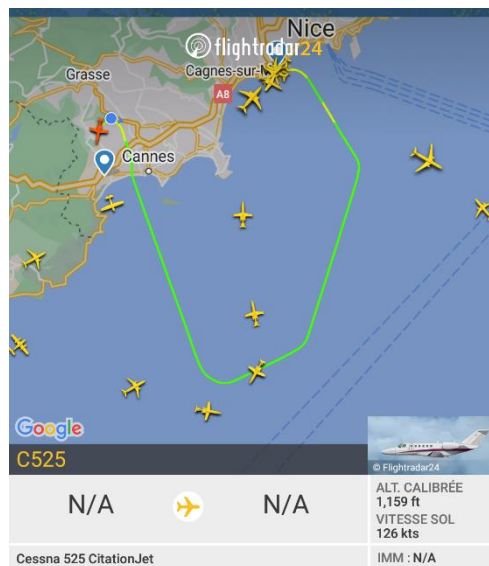 Nice
flightradar24
Grasse
Cagnes-sur-M
A8
Cannes
Google
C525
© Flightradar24
N/A
N/A
ALT. CALIBRÉE
1,159 ft
VITESSE SOL
126 kts
Cessna 525 CitationJet
IMM : N/A